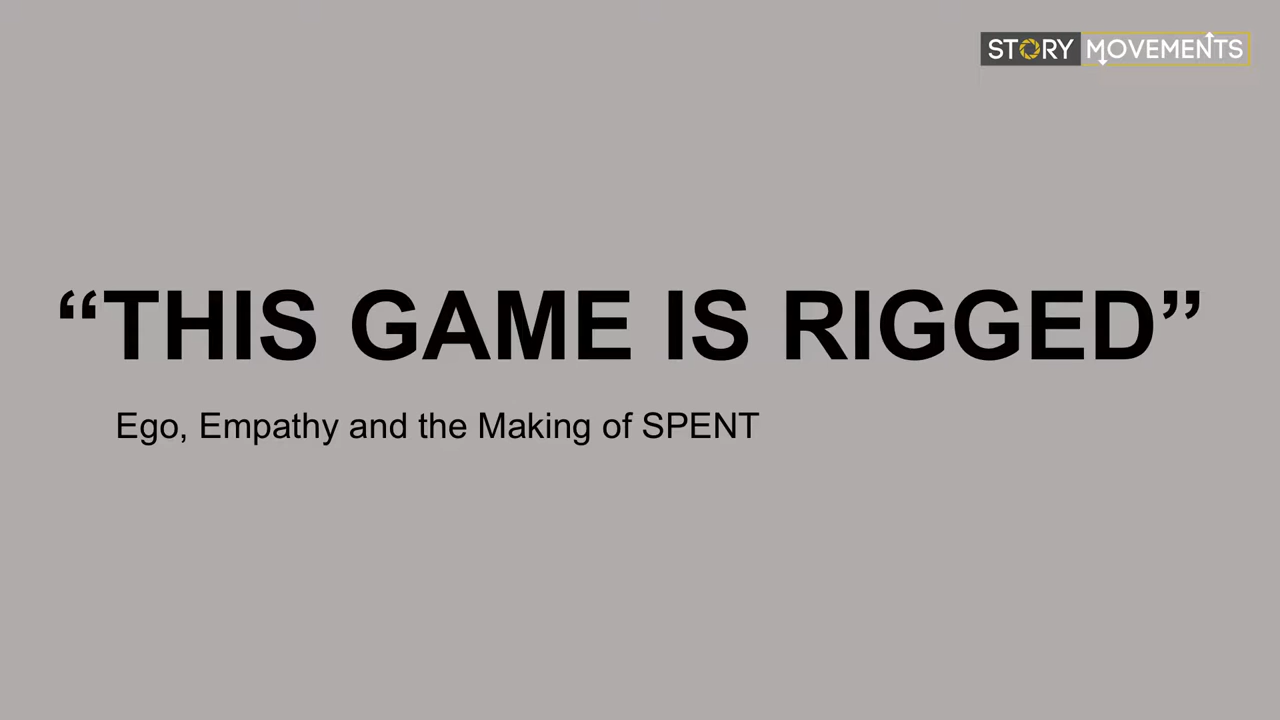 STORY MOVEMENTS
“THIS GAME IS RIGGED”
Ego, Empathy and the Making of SPENT